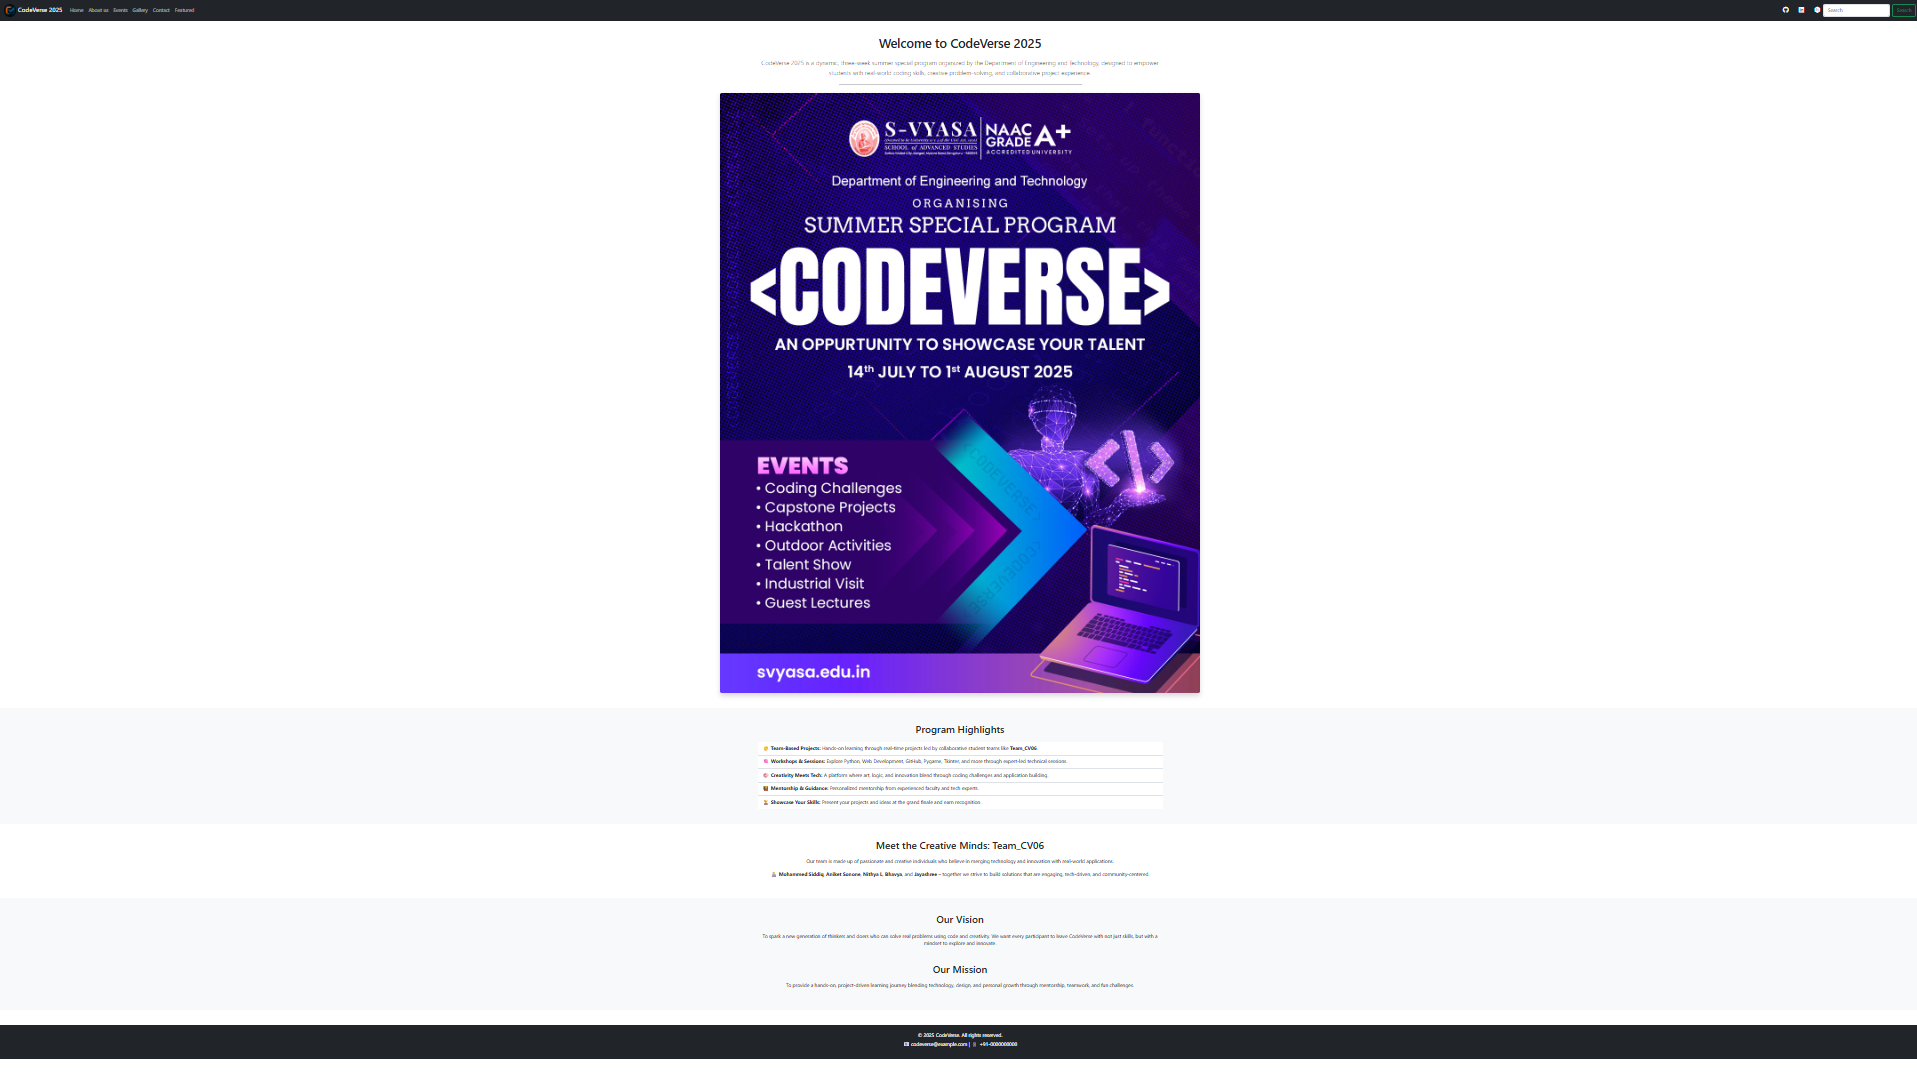 CodeVerse 2025 Home About us Events Gallery Contact Featured Search Search
Welcome to CodeVerse 2025
CodeVerse 2025 is a dynamic, three-week summer special program organized by the Department of Engineering and Technology, designed to empower
students with real-world coding skills, creative problem-solving, and collaborative project experience.
S-VYASA
SCHOOL of ADVANCED STUDIES
NAAC
GRADE A+
ACCREDITED UNIVERSITY
Department of Engineering and Technology
ORGANISING
SUMMER SPECIAL PROGRAM
<CODEVERSE>
AN OPPURTUNITY TO SHOWCASE YOUR TALENT
14th JULY TO 1st AUGUST 2025
EVENTS
• Coding Challenges
• Capstone Projects
• Hackathon
• Outdoor Activities
• Talent Show
• Industrial Visit
• Guest Lectures
<CODEVERSE>
<CODEVERSE>
</>
svyasa.edu.in
Program Highlights
Team-Based Projects: Hands-on learning through real-time projects led by collaborative student teams like Team_CV06.
Workshops & Sessions: Explore Python, Web Development, GitHub, Pygame, Tkinter, and more through expert-led technical sessions.
Creativity Meets Tech: A platform where art, logic, and innovation blend through coding challenges and application building.
Mentorship & Guidance: Personalized mentorship from experienced faculty and tech experts.
Showcase Your Skills: Present your projects and ideas at the grand finale and earn recognition.
Meet the Creative Minds: Team_CV06
Our team is made up of passionate and creative individuals who believe in merging technology and innovation with real-world applications.
Mohammed Siddiq, Aniket Sonone, Nithya L, Bhavya, and Jayashree – together we strive to build solutions that are engaging, tech-driven, and community-centered.
Our Vision
To spark a new generation of thinkers and doers who can solve real problems using code and creativity. We want every participant to leave CodeVerse with not just skills, but with a
mindset to explore and innovate.
Our Mission
To provide a hands-on, project-driven learning journey blending technology, design, and personal growth through mentorship, teamwork, and fun challenges.
© 2025 CodeVerse. All rights reserved.
codeverse@example.com | +91-0000000000